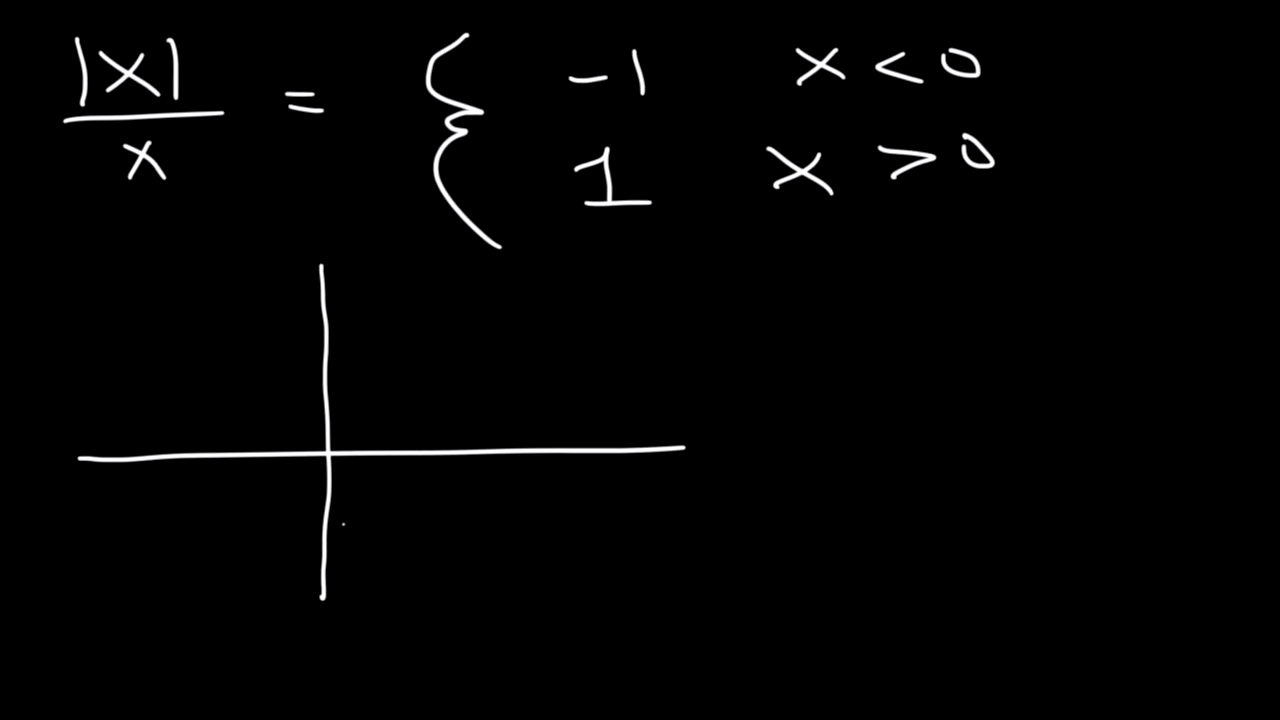 |x|/x = { -1 x < 0
1 x > 0